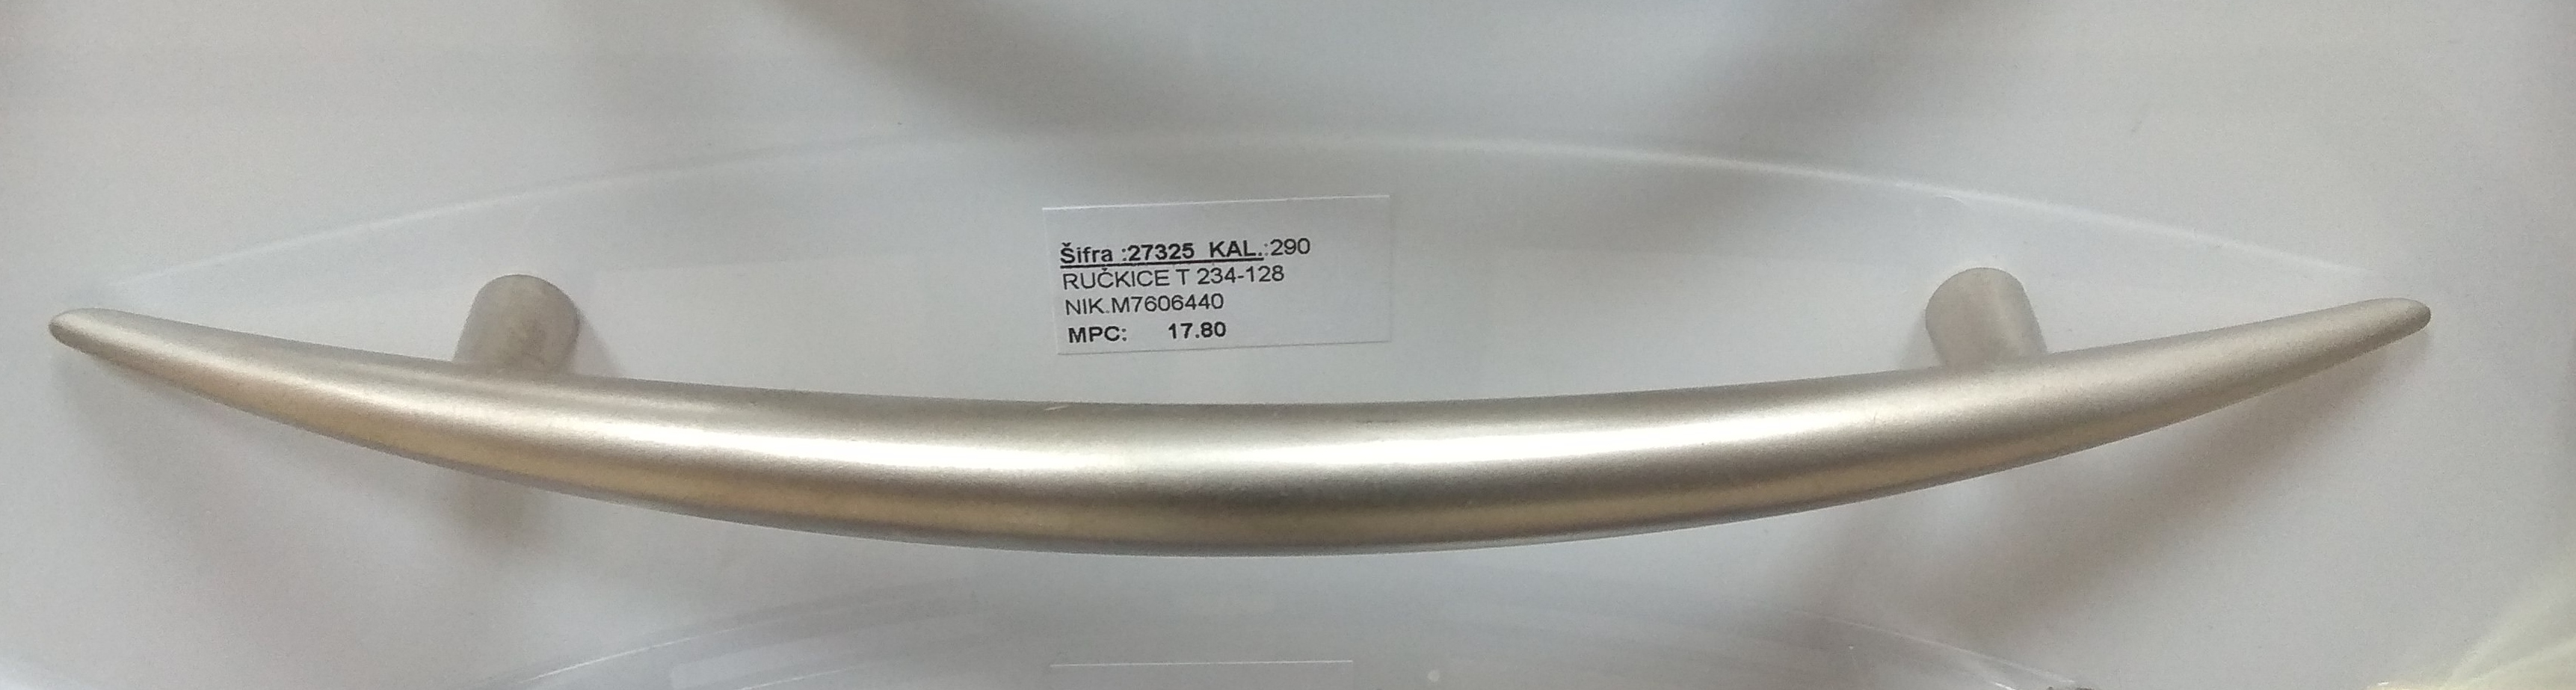 Šifra :27325 KAL.:290
RUČKICE T 234-128
NIK.M7606440
MPC: 17.80